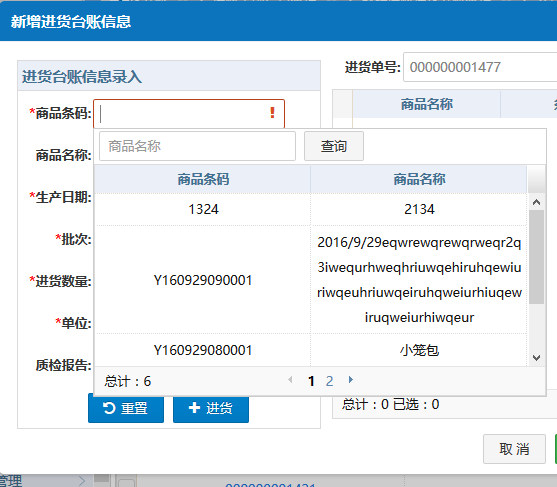 新增进货台账信息
进货台账信息录入
进货单号: 000000001477
商品名称
*商品条码:
商品名称:
*生产日期:
*批次:
*进货数量:
*单位:
质检报告:
商品名称 查询
商品条码 商品名称
1324 2134
Y160929090001
2016/9/29eqwrewqrewqrweqr2q
3iwequrhweqhriuwqehiruhqewiu
riwqeuhriuwqeiruhqweiurhiuqew
iruqweiurhiwqeur
Y160929080001 小笼包
总计：6 1 2
重置 进货
总计：0 已选：0
取 消
管理